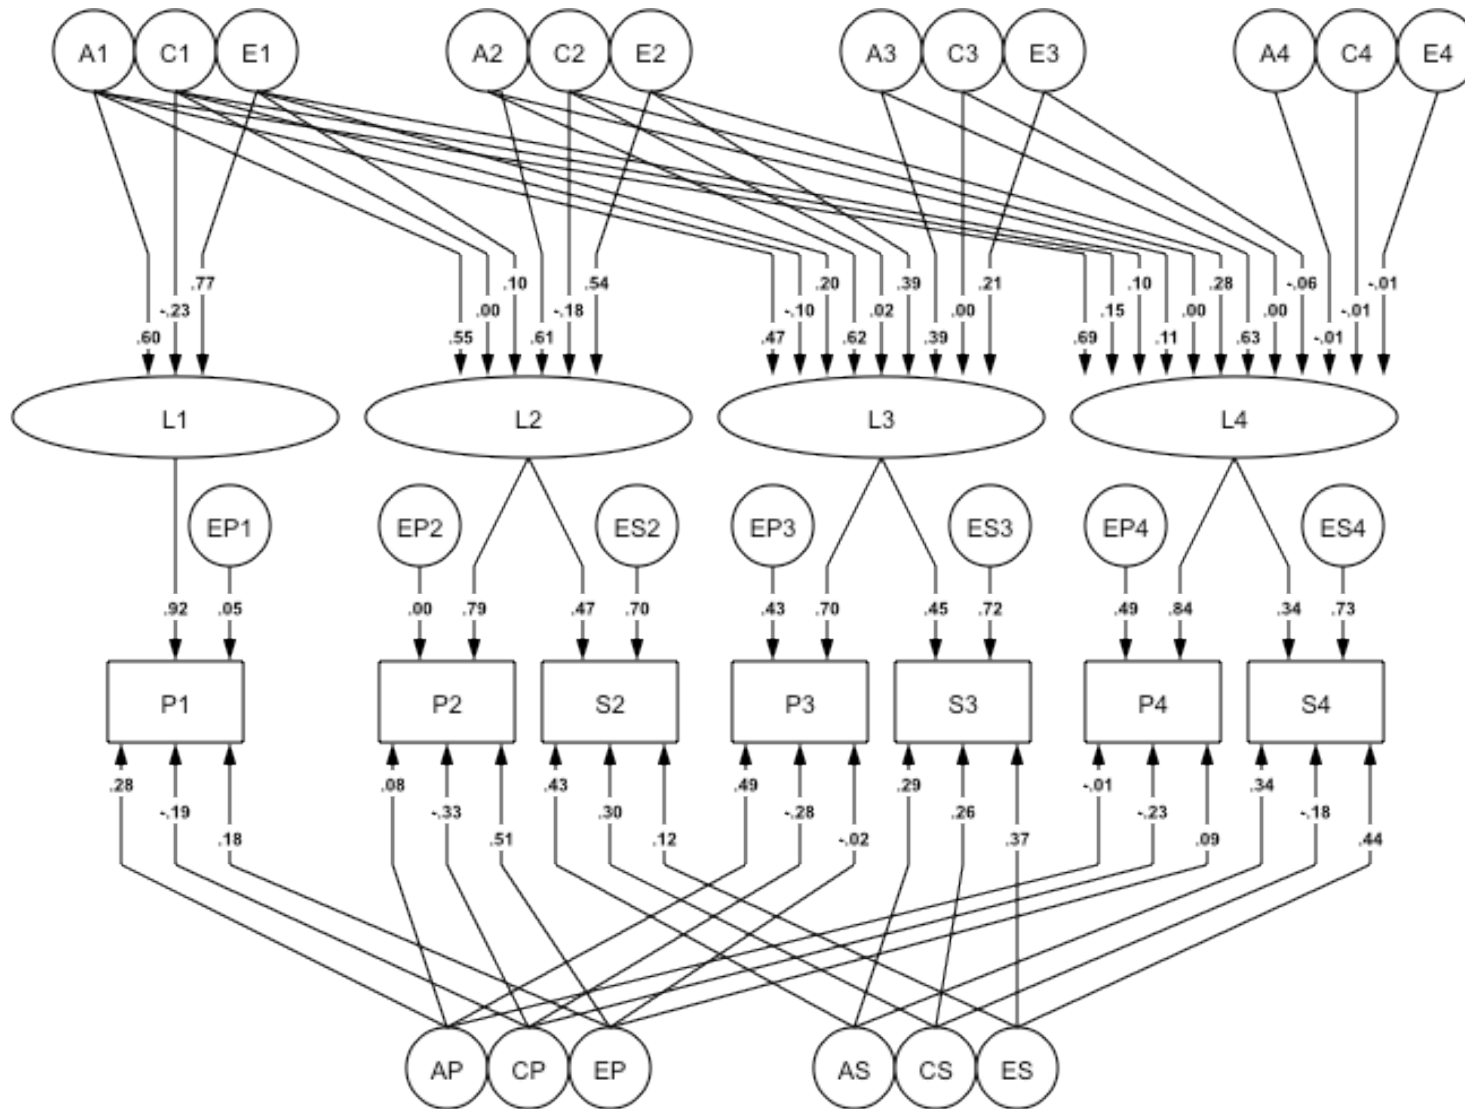 A1 C1 E1 A2 C2 E2 A3 C3 E3 A4 C4 E4
.77 .10 .54 .20 .39 .21 .10 .28 -.06 -.01
-.23 .00 -.18 -.10 .02 .00 .15 .00 .00 -.01
.60 .55 .61 .47 .62 .39 .69 .11 .63 -.01
L1 L2 L3 L4
EP1 EP2 ES2 EP3 ES3 EP4 ES4
.92 .05 .00 .79 .47 .70 .43 .70 .45 .72 .49 .84 .34 .73
P1 P2 S2 P3 S3 P4 S4
.28 .08 .43 .49 .29 -.01 .34
-.19 -.33 .30 -.28 .26 -.23 -.18
.18 .51 .12 -.02 .37 .09 .44
AP CP EP AS CS ES